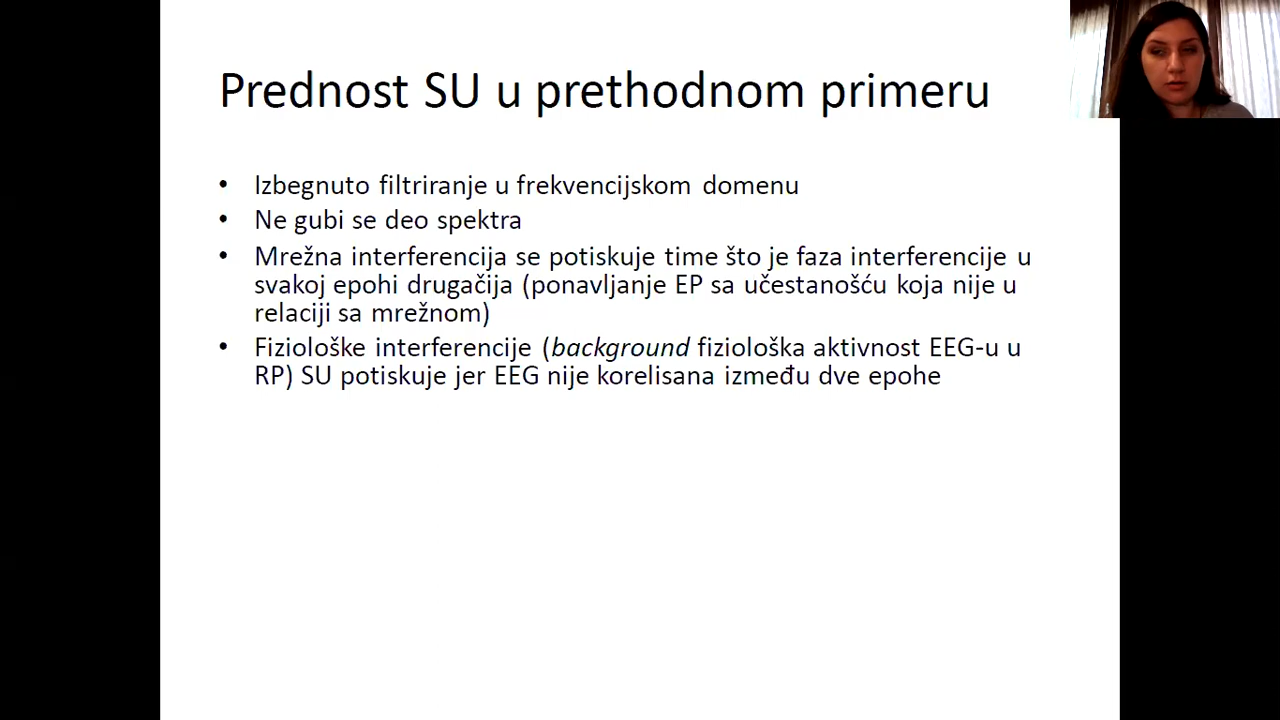 Prednost SU u prethodnom primeru
• Izbegnuto filtriranje u frekvencijskom domenu
• Ne gubi se deo spektra
• Mrežna interferencija se potiskuje time što je faza interferencije u
svakoj epohi drugačija (ponavljanje EP sa učestanošću koja nije u
relaciji sa mrežnom)
• Fiziološke interferencije (background fiziološka aktivnost EEG-u u
RP) SU potiskuje jer EEG nije korelisana između dve epohe